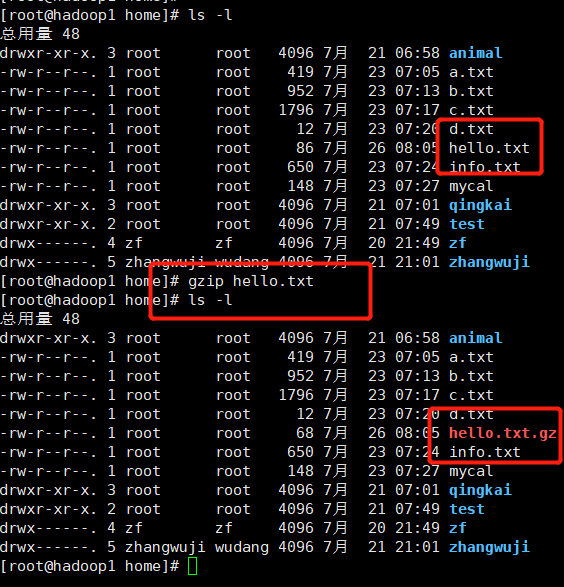 [root@hadoop1 home]#
[root@hadoop1 home]# ls -l
总用量 48
drwxr-xr-x. 3 root      root   4096 7月  21 06:58 animal
-rw-r--r--. 1 root      root    419 7月  23 07:05 a.txt
-rw-r--r--. 1 root      root    952 7月  23 07:13 b.txt
-rw-r--r--. 1 root      root   1796 7月  23 07:17 c.txt
-rw-r--r--. 1 root      root     12 7月  23 07:20 d.txt
-rw-r--r--. 1 root      root     86 7月  26 08:05 hello.txt
-rw-r--r--. 1 root      root    650 7月  23 07:24 info.txt
-rw-r--r--. 1 root      root    148 7月  23 07:27 mycal
drwxr-xr-x. 3 root      root   4096 7月  21 07:01 qingkai
drwxr-xr-x. 2 root      root   4096 7月  21 07:49 test
drwx------. 4 zf        zf     4096 7月  20 21:49 zf
drwx------. 5 zhangwuji wudang 4096 7月  21 21:01 zhangwuji
[root@hadoop1 home]# gzip hello.txt
[root@hadoop1 home]# ls -l
总用量 48
drwxr-xr-x. 3 root      root   4096 7月  21 06:58 animal
-rw-r--r--. 1 root      root    419 7月  23 07:05 a.txt
-rw-r--r--. 1 root      root    952 7月  23 07:13 b.txt
-rw-r--r--. 1 root      root   1796 7月  23 07:17 c.txt
-rw-r--r--. 1 root      root     12 7月  23 07:20 d.txt
-rw-r--r--. 1 root      root     68 7月  26 08:05 hello.txt.gz
-rw-r--r--. 1 root      root    650 7月  23 07:24 info.txt
-rw-r--r--. 1 root      root    148 7月  23 07:27 mycal
drwxr-xr-x. 3 root      root   4096 7月  21 07:01 qingkai
drwxr-xr-x. 2 root      root   4096 7月  21 07:49 test
drwx------. 4 zf        zf     4096 7月  20 21:49 zf
drwx------. 5 zhangwuji wudang 4096 7月  21 21:01 zhangwuji
[root@hadoop1 home]#